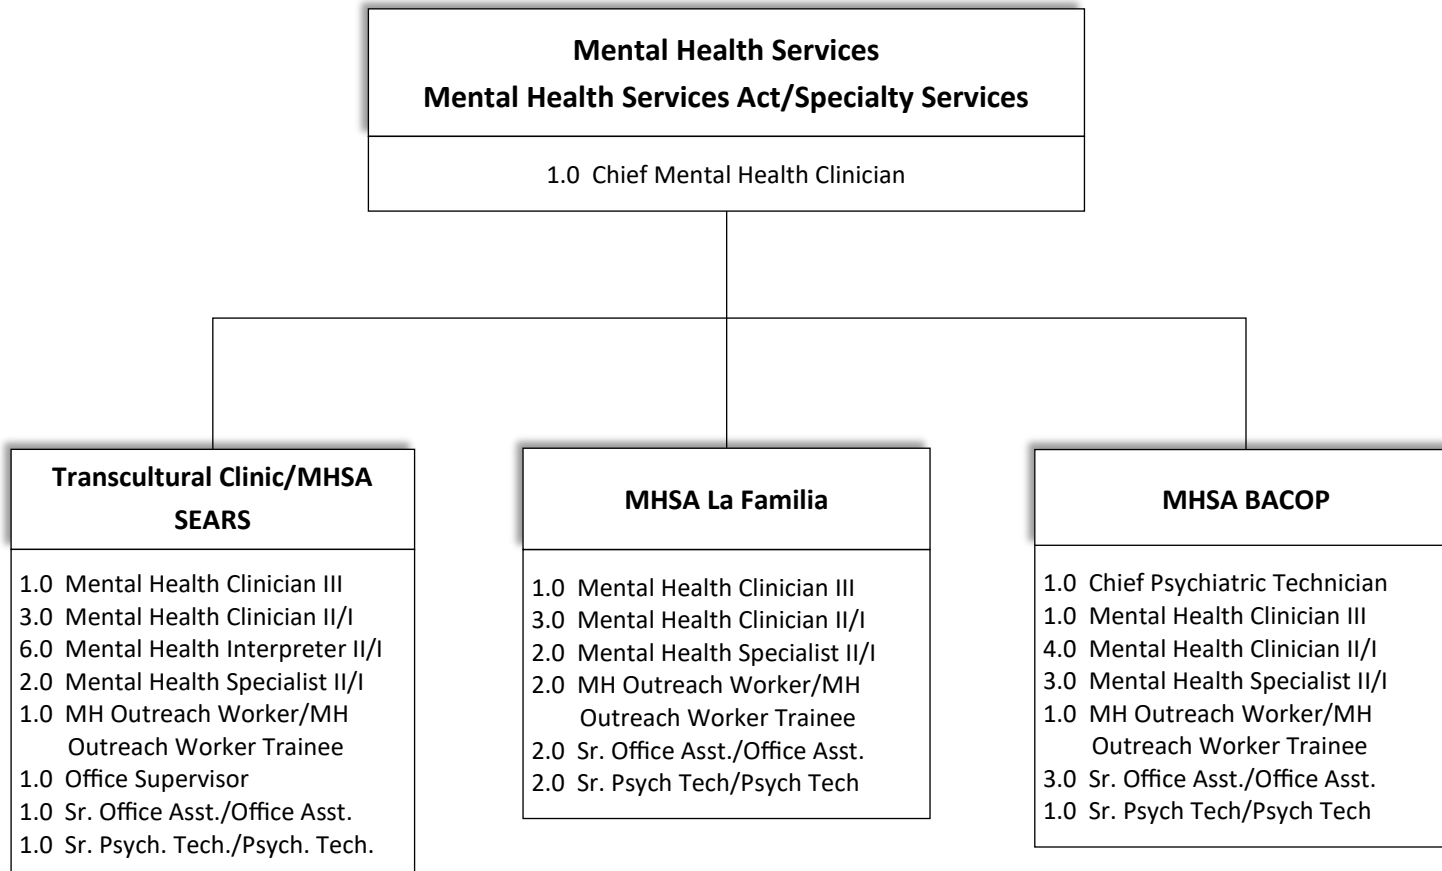 Mental Health Services
Mental Health Services Act/Specialty Services
1.0 Chief Mental Health Clinician
Transcultural Clinic/MHSA
SEARS
1.0 Mental Health Clinician III
3.0 Mental Health Clinician II/I
6.0 Mental Health Interpreter II/I
2.0 Mental Health Specialist II/I
1.0 MH Outreach Worker/MH
Outreach Worker Trainee
1.0 Office Supervisor
1.0 Sr. Office Asst./Office Asst.
1.0 Sr. Psych. Tech./Psych. Tech.
MHSA La Familia
1.0 Mental Health Clinician III
3.0 Mental Health Clinician II/I
2.0 Mental Health Specialist II/I
2.0 MH Outreach Worker/MH
Outreach Worker Trainee
2.0 Sr. Office Asst./Office Asst.
2.0 Sr. Psych Tech/Psych Tech
MHSA BACOP
1.0 Chief Psychiatric Technician
1.0 Mental Health Clinician III
4.0 Mental Health Clinician II/I
3.0 Mental Health Specialist II/I
1.0 MH Outreach Worker/MH
Outreach Worker Trainee
3.0 Sr. Office Asst./Office Asst.
1.0 Sr. Psych Tech/Psych Tech